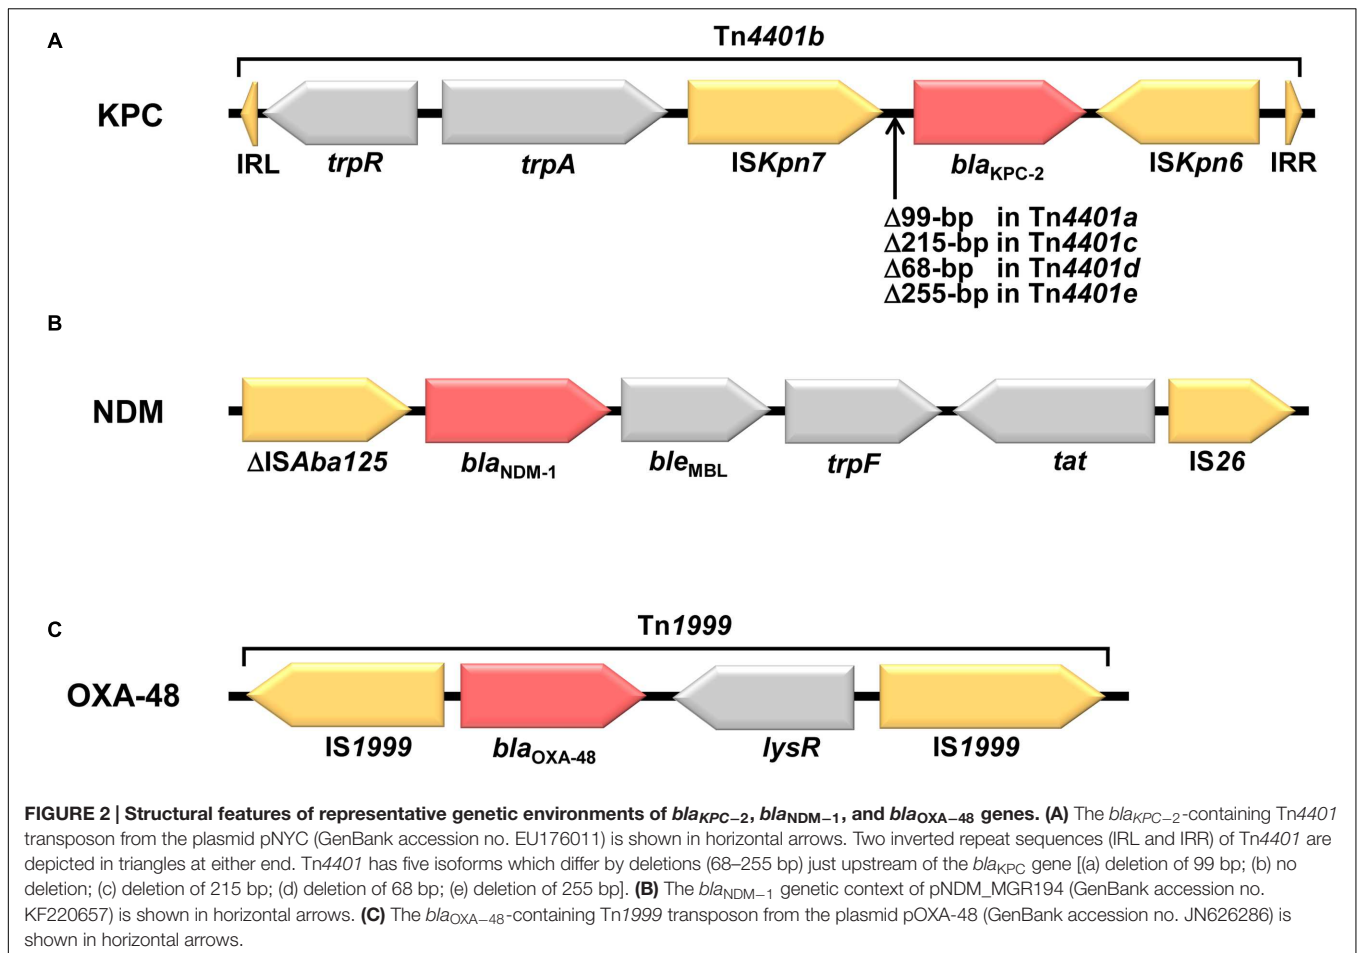 A
Tn4401b
KPC
IRL trpR trpA ISKpn7 blaKPC-2 ISKpn6 IRR
Δ99-bp in Tn4401a
Δ215-bp in Tn4401c
Δ68-bp in Tn4401d
Δ255-bp in Tn4401e
B
NDM
ΔISAba125 blaNDM-1 bleMBL trpF tat IS26
C
Tn1999
OXA-48
IS1999 blaOXA-48 lysR IS1999
FIGURE 2 | Structural features of representative genetic environments of blaKPC−2, blaNDM−1, and blaOXA−48 genes. (A) The blaKPC−2-containing Tn4401
transposon from the plasmid pNYC (GenBank accession no. EU176011) is shown in horizontal arrows. Two inverted repeat sequences (IRL and IRR) of Tn4401 are
depicted in triangles at either end. Tn4401 has five isoforms which differ by deletions (68–255 bp) just upstream of the blaKPC gene [(a) deletion of 99 bp; (b) no
deletion; (c) deletion of 215 bp; (d) deletion of 68 bp; (e) deletion of 255 bp]. (B) The blaNDM−1 genetic context of pNDM_MGR194 (GenBank accession no.
KF220657) is shown in horizontal arrows. (C) The blaOXA−48-containing Tn1999 transposon from the plasmid pOXA-48 (GenBank accession no. JN626286) is
shown in horizontal arrows.